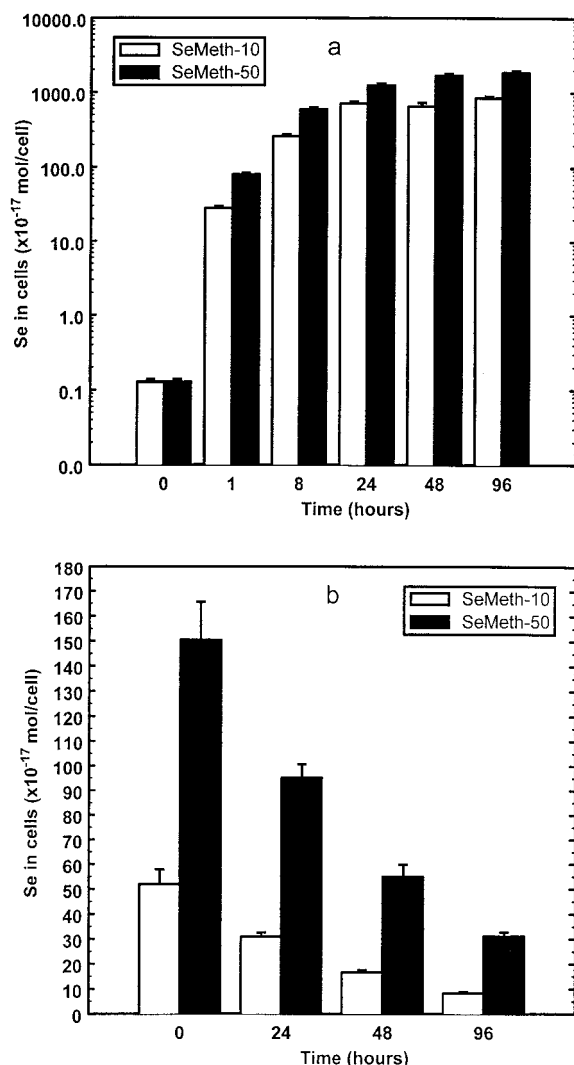 a
SeMeth-10
SeMeth-50
10000.0
1000.0
100.0
10.0
1.0
0.1
0.0
Se in cells (x10⁻¹⁷ mol/cell)
0 1 8 24 48 96
Time (hours)
b
SeMeth-10
SeMeth-50
180
170
160
150
140
130
120
110
100
90
80
70
60
50
40
30
20
10
0
Se in cells (x10⁻¹⁷ mol/cell)
0 24 48 96
Time (hours)